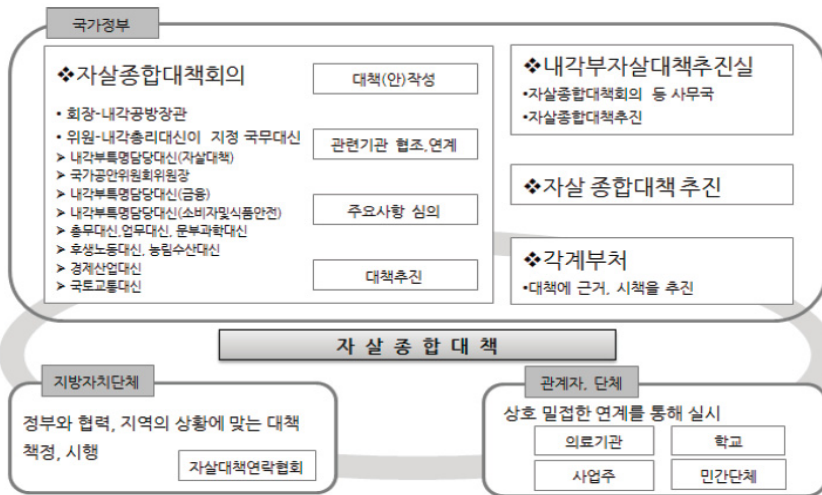 국가정부
❖자살종합대책회의
• 회장-내각공방장관
• 위원-내각총리대신이 지정 국무대신
➢ 내각부특명담당대신(자살대책)
➢ 국가공안위원회위원장
➢ 내각부특명담당대신(금융)
➢ 내각부특명담당대신(소비자및식품안전)
➢ 총무대신,업무대신, 문부과학대신
➢ 후생노동대신, 농림수산대신
➢ 경제산업대신
➢ 국토교통대신
대책(안)작성
관련기관 협조,연계
주요사항 심의
대책추진
❖내각부자살대책추진실
•자살종합대책회의 등 사무국
•자살종합대책추진
❖자살 종합대책 추진
❖각계부처
•대책에 근거, 시책을 추진
자 살 종 합 대 책
지방자치단체
정부와 협력, 지역의 상황에 맞는 대책
책정, 시행
자살대책연락협회
관계자, 단체
상호 밀접한 연계를 통해 실시
의료기관
학교
사업주
민간단체